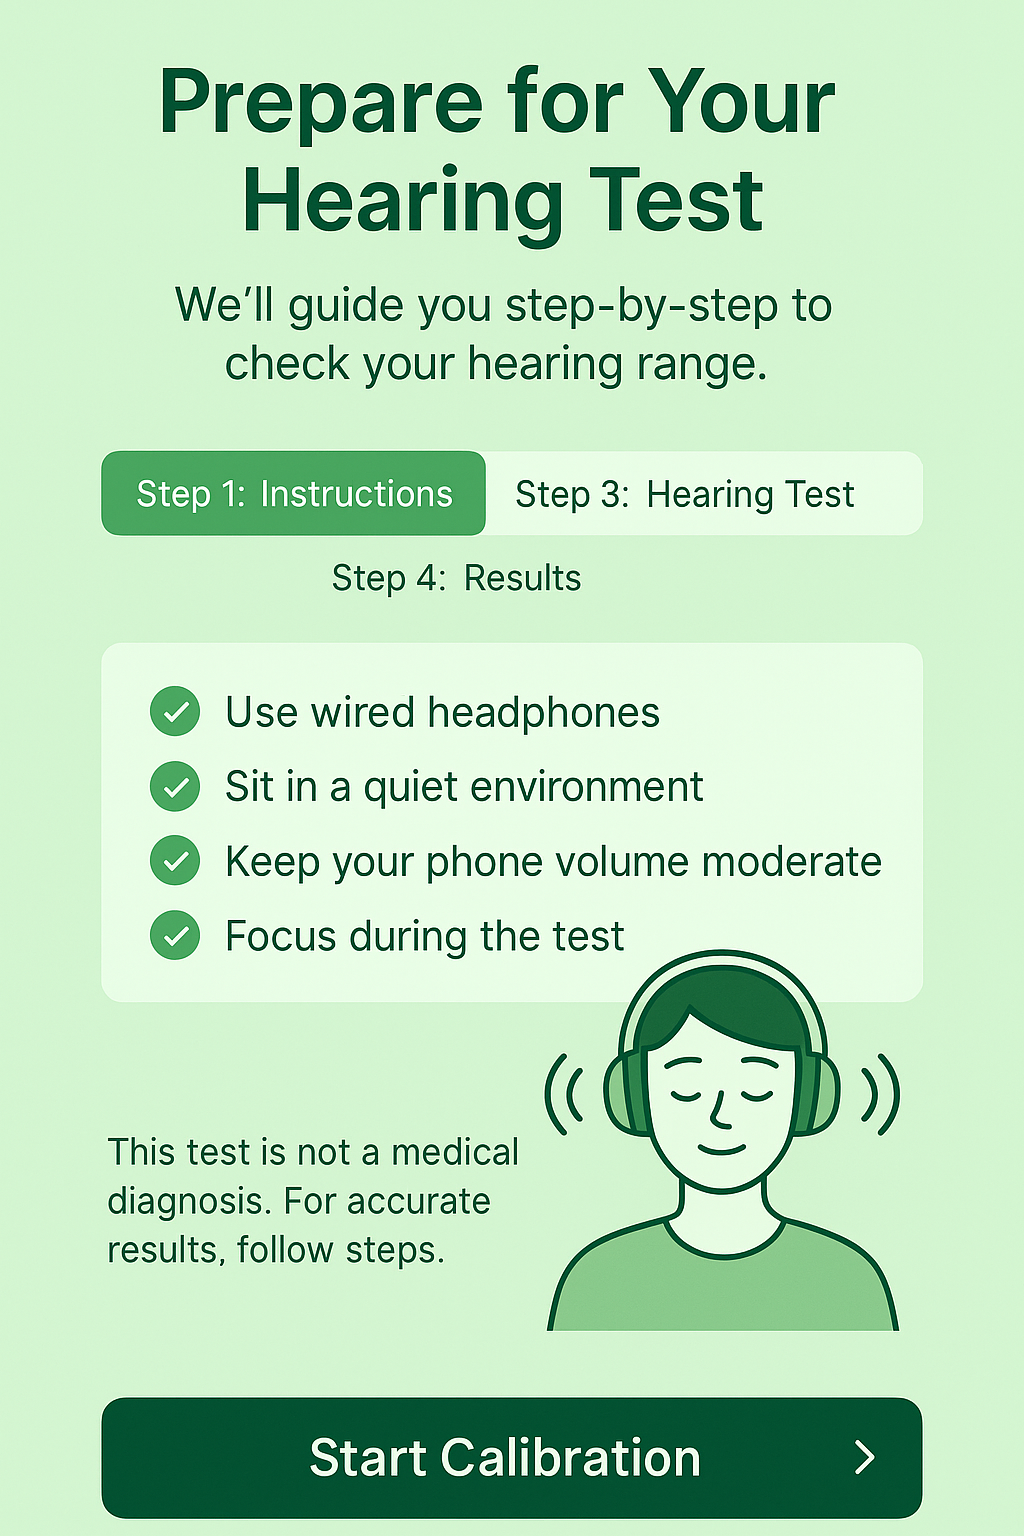 Prepare for Your
Hearing Test
We’ll guide you step-by-step to
check your hearing range.
Step 1: Instructions
Step 3: Hearing Test
Step 4: Results
Use wired headphones
Sit in a quiet environment
Keep your phone volume moderate
Focus during the test
This test is not a medical
diagnosis. For accurate
results, follow steps.
Start Calibration